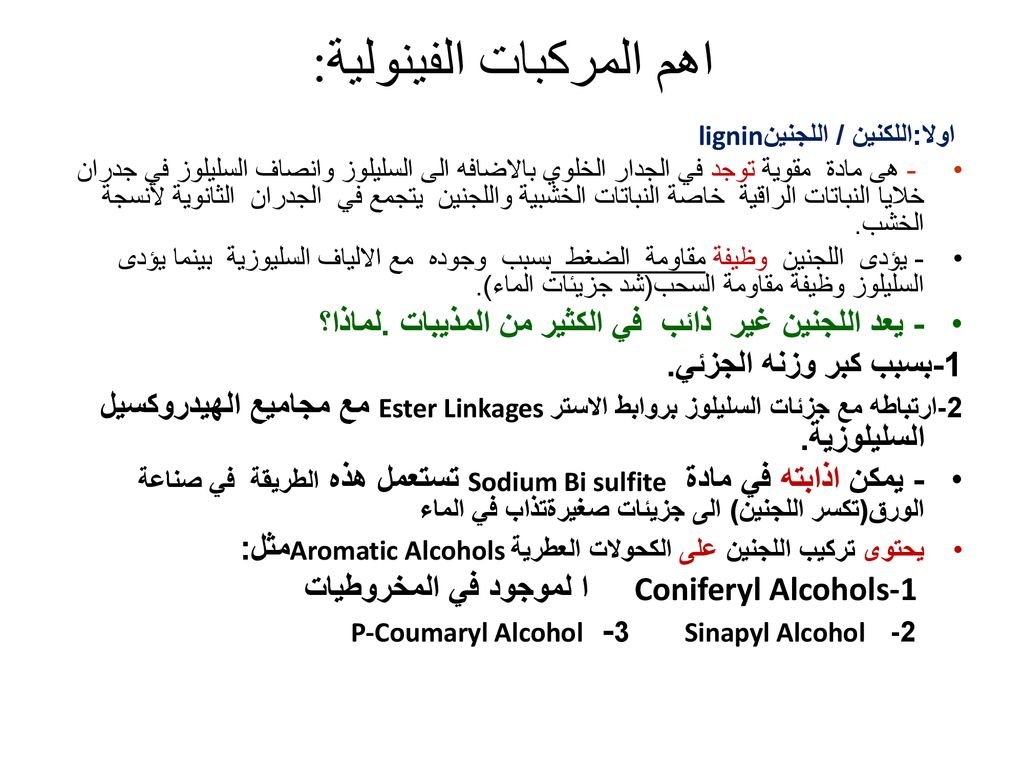 اهم المركبات الفينولية:
اولا:اللكنين / اللجنينlignin
• - هى مادة مقوية توجد في الجدار الخلوي بالاضافه الى السليلوز وانصاف السليلوز في جدران
خلايا النباتات الراقية خاصة النباتات الخشبية واللجنين يتجمع في الجدران الثانوية لأنسجة
الخشب.
• - يؤدى اللجنين وظيفة مقاومة الضغط بسبب وجوده مع الالياف السليوزية بينما يؤدى
السليلوز وظيفة مقاومة السحب(شد جزيئات الماء).
• - يعد اللجنين غير ذائب في الكثير من المذيبات .لماذا؟
1-بسبب كبر وزنه الجزئي.
2-ارتباطه مع جزئات السليلوز بروابط الاستر Ester Linkages مع مجاميع الهيدروكسيل
السليلوزية.
• - يمكن اذابته في مادة Sodium Bi sulfite تستعمل هذه الطريقة في صناعة
الورق(تكسر اللجنين) الى جزيئات صغيرةتذاب في الماء
• يحتوى تركيب اللجنين على الكحولات العطرية Aromatic Alcoholsمثل:
1-Coniferyl Alcohols ا لموجود في المخروطيات
2- Sinapyl Alcohol 3- P-Coumaryl Alcohol